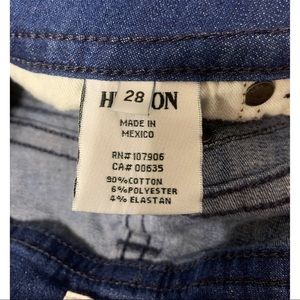 H 28 ON
MADE IN
MEXICO
RN# 107906
CA# 00635
90%COTTON
6%POLYESTER
4%ELASTAN